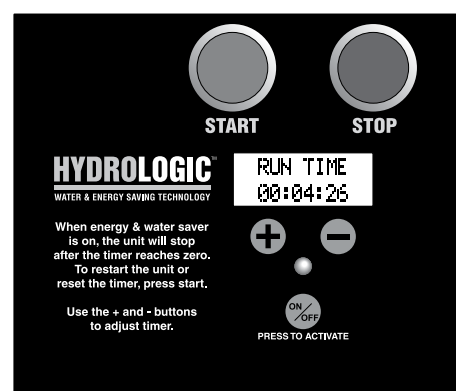 START STOP
HYDROLOGIC™
WATER & ENERGY SAVING TECHNOLOGY
RUN TIME
00:04:26
When energy & water saver
is on, the unit will stop
after the timer reaches zero.
To restart the unit or
reset the timer, press start.
Use the + and - buttons
to adjust timer.
+ -
ON/OFF
PRESS TO ACTIVATE